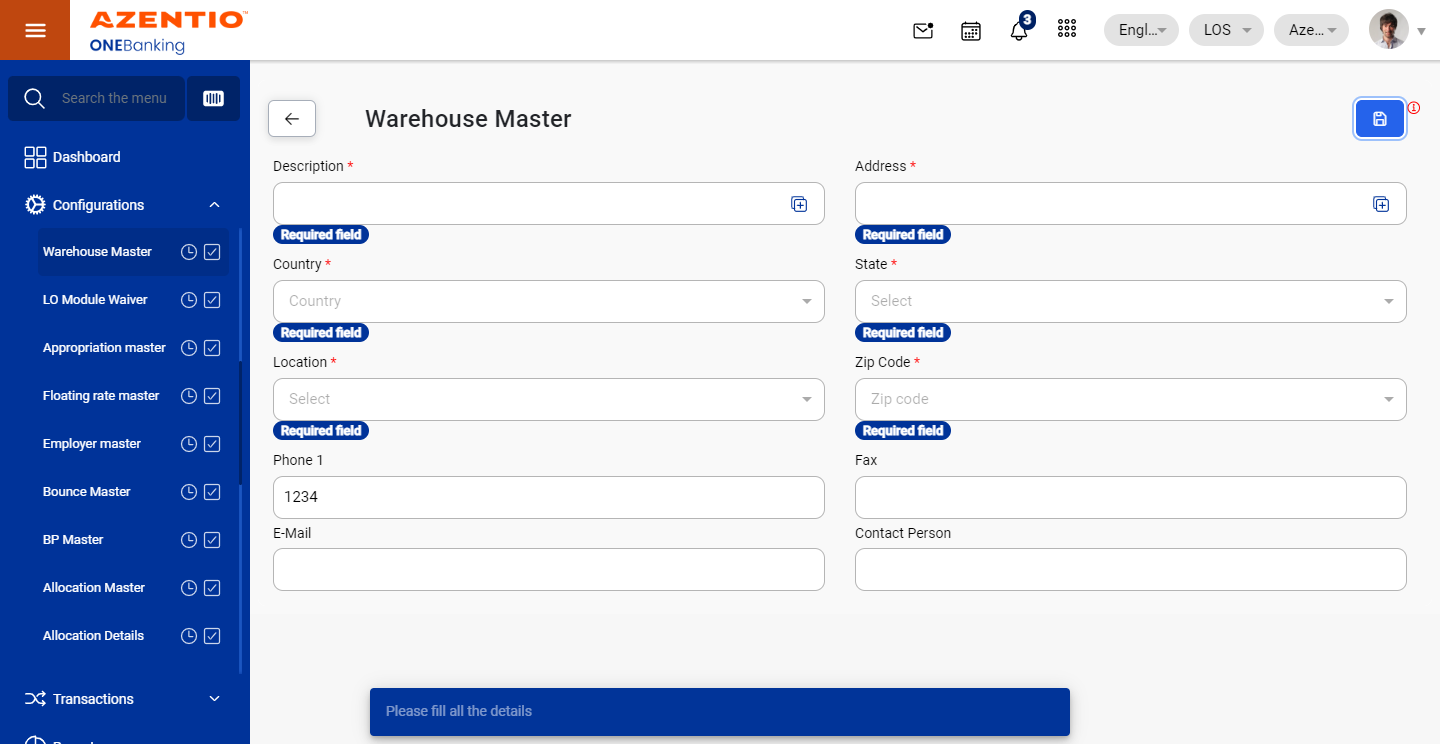 AZENTIO™
ONEBanking
3
Engl...
LOS
Aze...
Search the menu
Dashboard
Configurations
Warehouse Master
LO Module Waiver
Appropriation master
Floating rate master
Employer master
Bounce Master
BP Master
Allocation Master
Allocation Details
Transactions
Warehouse Master
Description *
Required field
Address *
Required field
Country *
Country
Required field
State *
Select
Required field
Location *
Select
Required field
Zip Code *
Zip code
Required field
Phone 1
1234
Fax
E-Mail
Contact Person
Please fill all the details